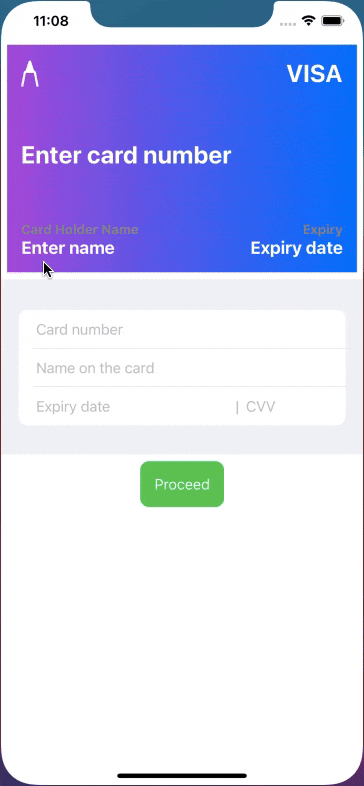 11:08
VISA
Enter card number
Card Holder Name Expiry
Enter name Expiry date
Card number
Name on the card
Expiry date | CVV
Proceed